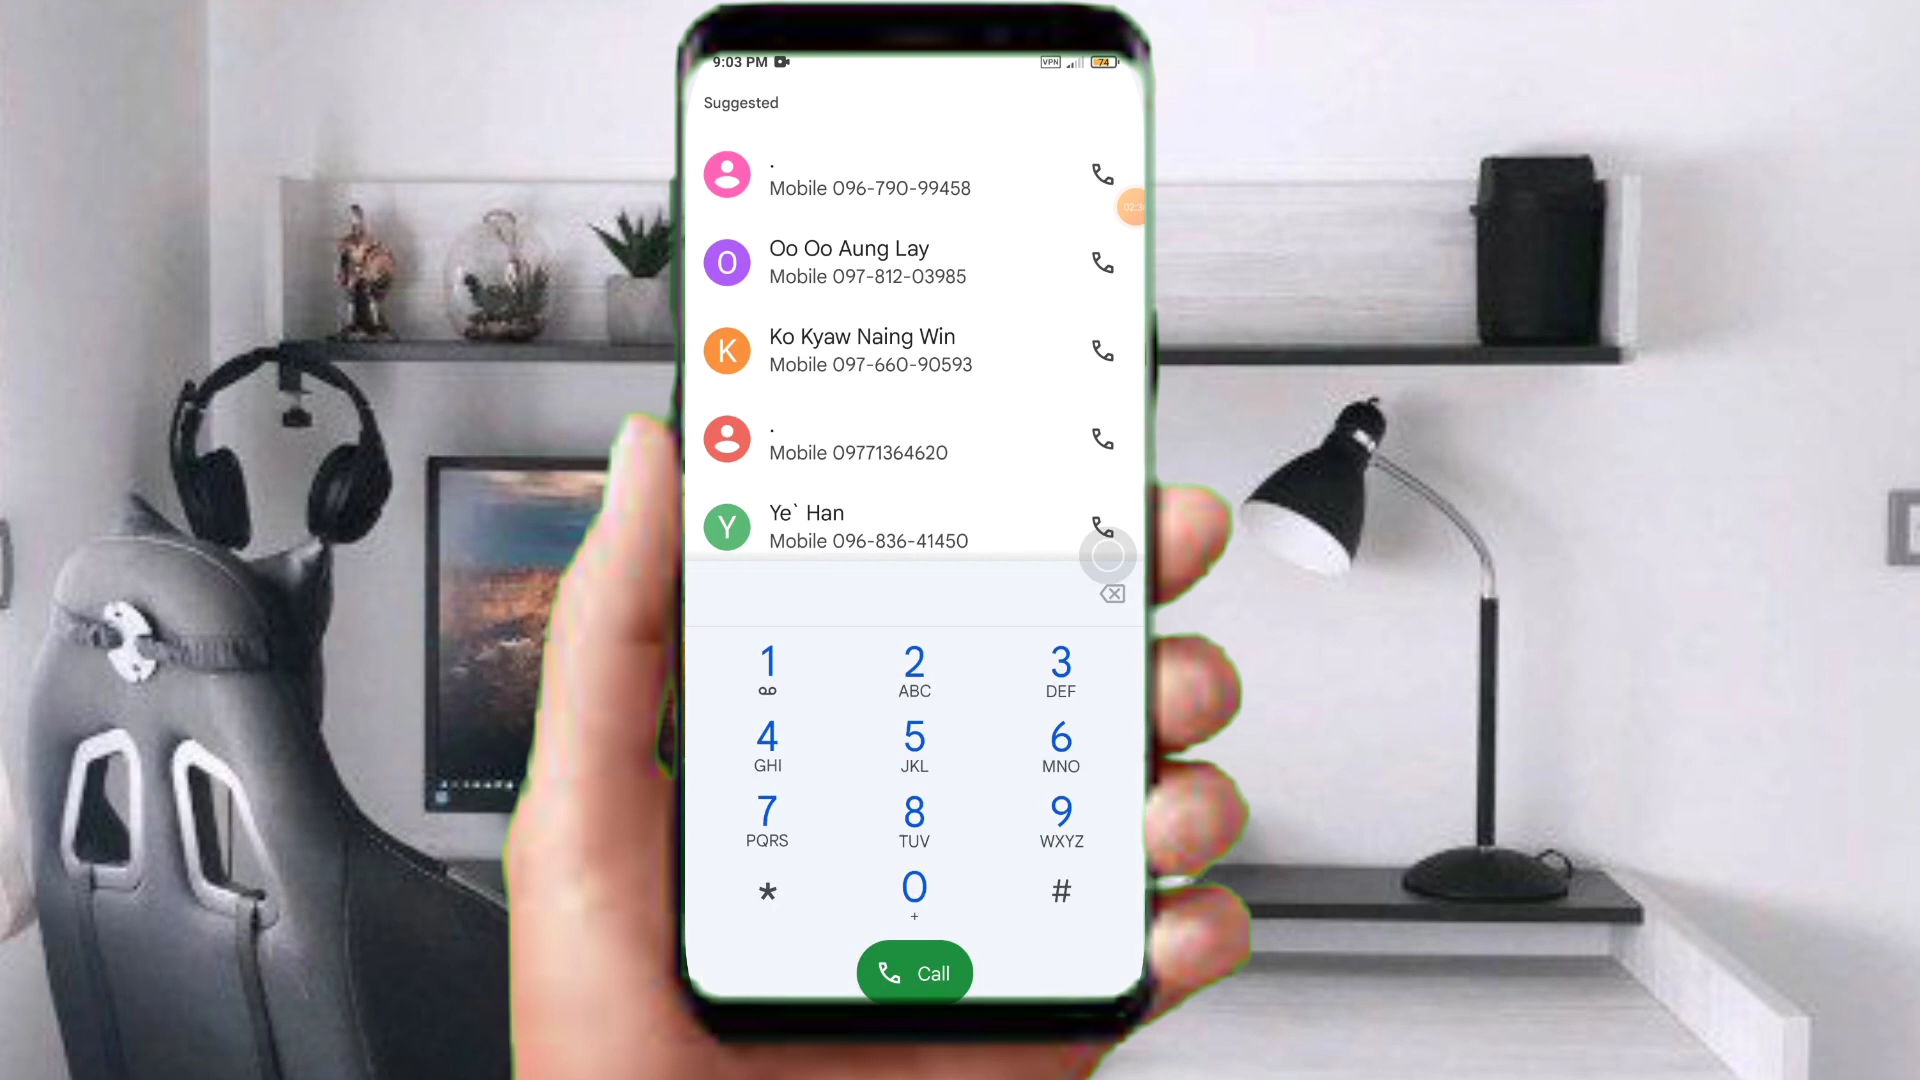 9:03 PM
VPN
74
Suggested
.
Mobile 096-790-99458
02:3
O
Oo Oo Aung Lay
Mobile 097-812-03985
K
Ko Kyaw Naing Win
Mobile 097-660-90593
.
Mobile 09771364620
Y
Ye` Han
Mobile 096-836-41450
1 2 3
ABC DEF
4 5 6
GHI JKL MNO
7 8 9
PQRS TUV WXYZ
* 0 #
+
Call